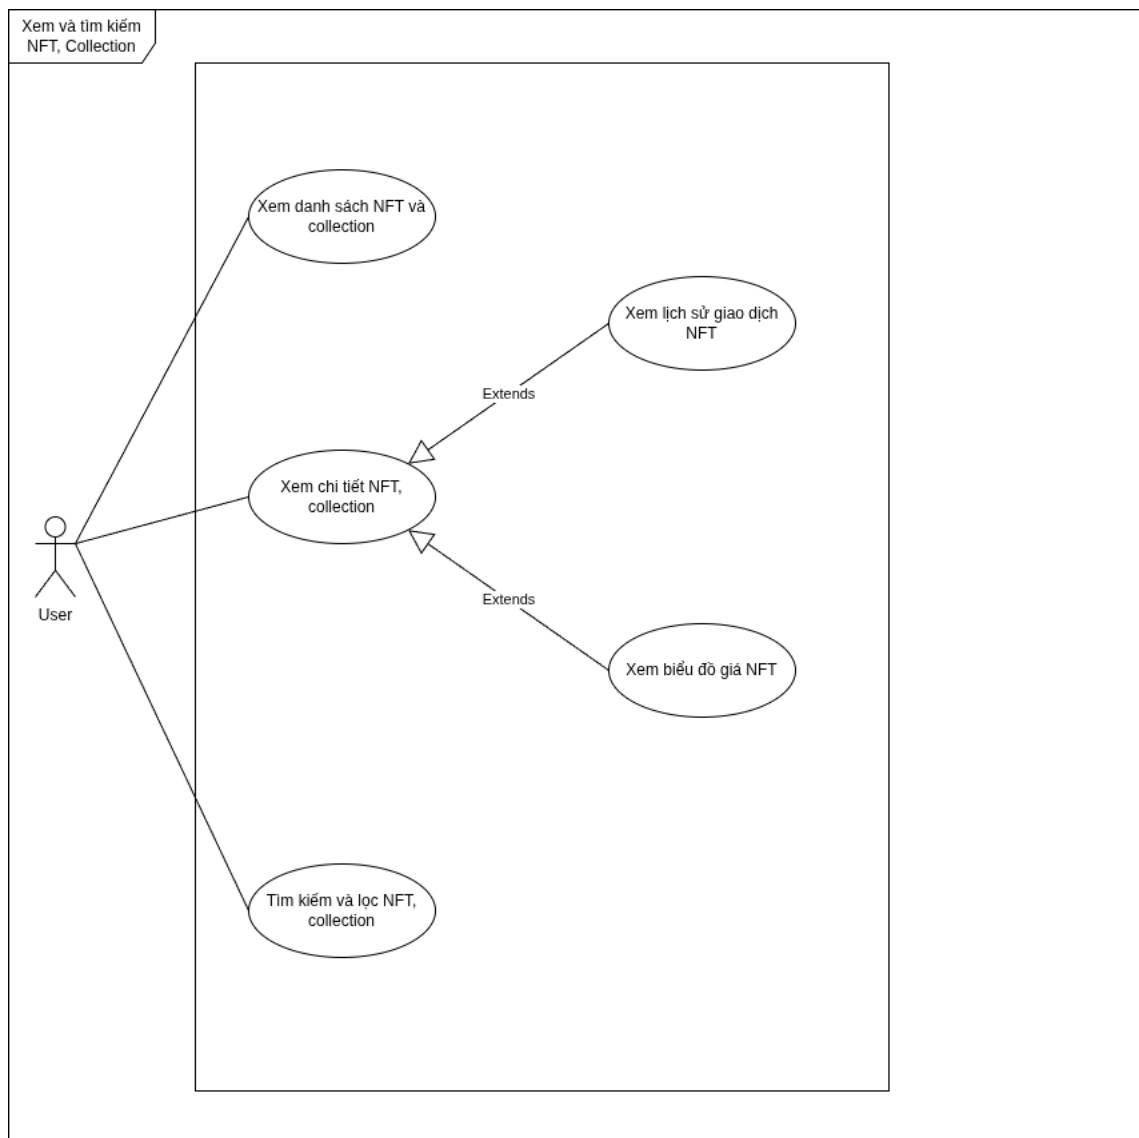 Xem và tìm kiếm
NFT, Collection
Xem danh sách NFT và
collection
Xem lịch sử giao dịch
NFT
Extends
Xem chi tiết NFT,
collection
Extends
User
Xem biểu đồ giá NFT
Tìm kiếm và lọc NFT,
collection